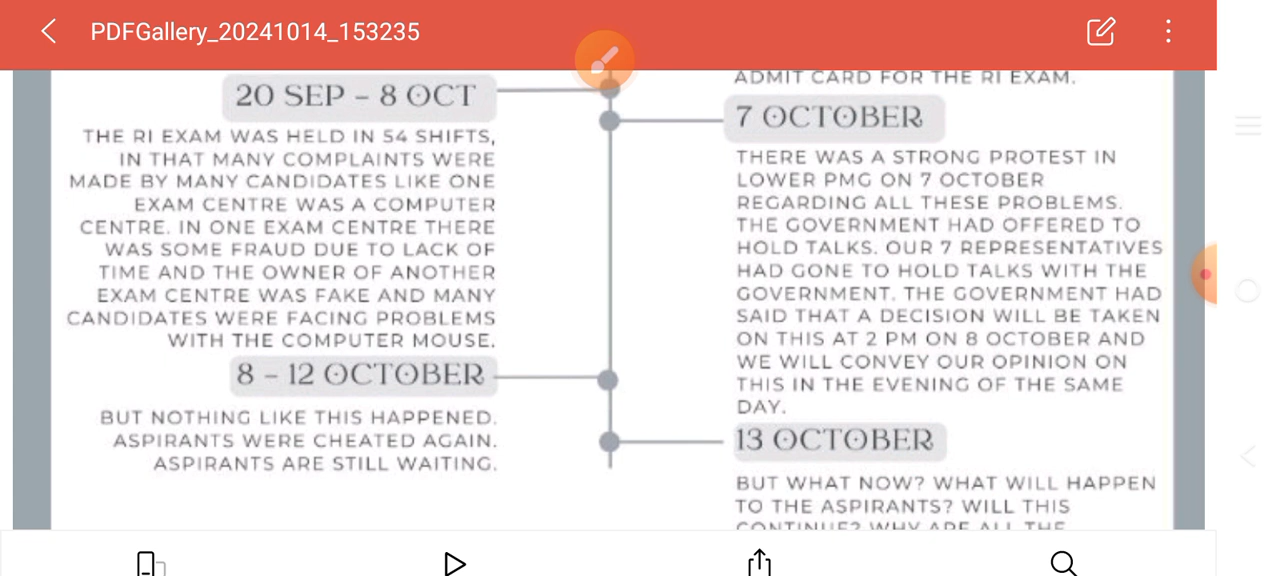 PDFGallery_20241014_153235
20 SEP – 8 OCT
THE RI EXAM WAS HELD IN 54 SHIFTS,
IN THAT MANY COMPLAINTS WERE
MADE BY MANY CANDIDATES LIKE ONE
EXAM CENTRE WAS A COMPUTER
CENTRE. IN ONE EXAM CENTRE THERE
WAS SOME FRAUD DUE TO LACK OF
TIME AND THE OWNER OF ANOTHER
EXAM CENTRE WAS FAKE AND MANY
CANDIDATES WERE FACING PROBLEMS
WITH THE COMPUTER MOUSE.
8 – 12 OCTOBER
BUT NOTHING LIKE THIS HAPPENED.
ASPIRANTS WERE CHEATED AGAIN.
ASPIRANTS ARE STILL WAITING.
ADMIT CARD FOR THE RI EXAM.
7 OCTOBER
THERE WAS A STRONG PROTEST IN
LOWER PMG ON 7 OCTOBER
REGARDING ALL THESE PROBLEMS.
THE GOVERNMENT HAD OFFERED TO
HOLD TALKS. OUR 7 REPRESENTATIVES
HAD GONE TO HOLD TALKS WITH THE
GOVERNMENT. THE GOVERNMENT HAD
SAID THAT A DECISION WILL BE TAKEN
ON THIS AT 2 PM ON 8 OCTOBER AND
WE WILL CONVEY OUR OPINION ON
THIS IN THE EVENING OF THE SAME
DAY.
13 OCTOBER
BUT WHAT NOW? WHAT WILL HAPPEN
TO THE ASPIRANTS? WILL THIS
CONTINUE? WHY ARE ALL THE